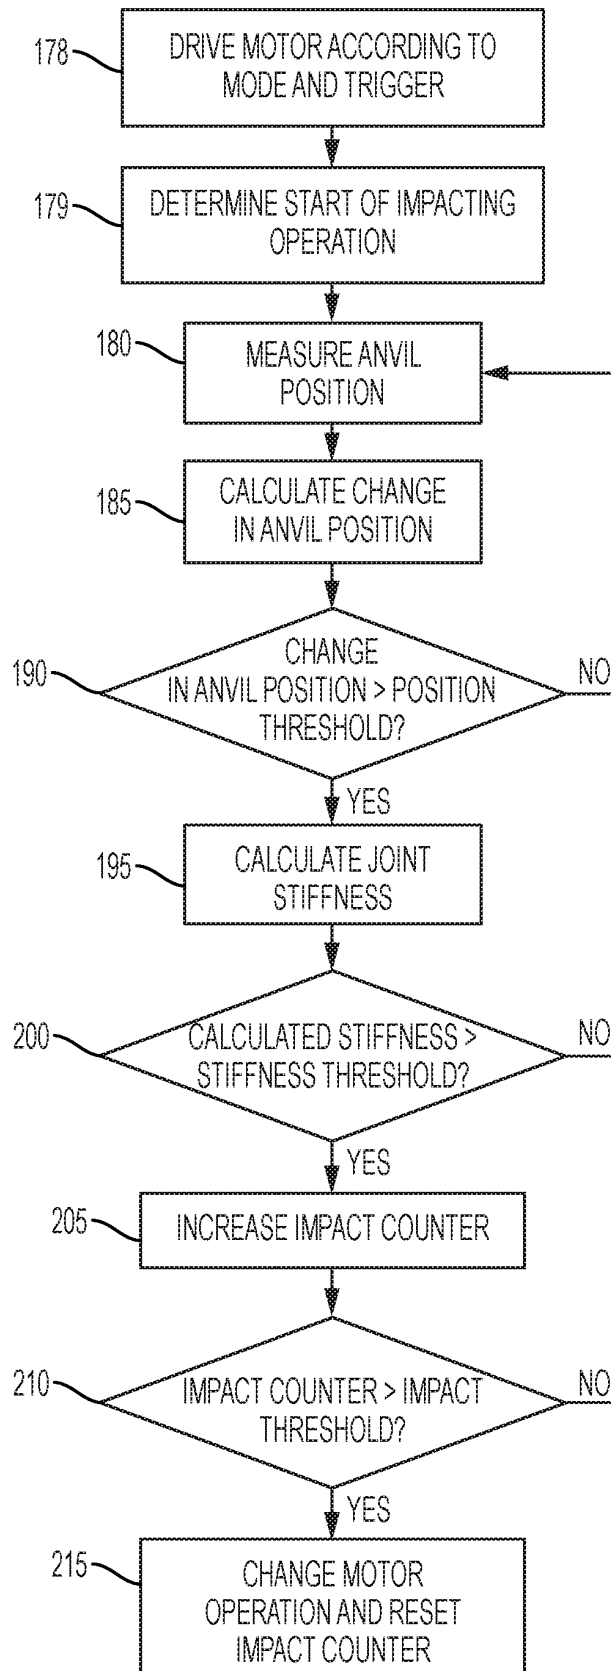 178
DRIVE MOTOR ACCORDING TO
MODE AND TRIGGER
179
DETERMINE START OF IMPACTING
OPERATION
180
MEASURE ANVIL
POSITION
185
CALCULATE CHANGE
IN ANVIL POSITION
190
CHANGE
IN ANVIL POSITION > POSITION
THRESHOLD?
NO
YES
195
CALCULATE JOINT
STIFFNESS
200
CALCULATED STIFFNESS >
STIFFNESS THRESHOLD?
NO
YES
205
INCREASE IMPACT COUNTER
210
IMPACT COUNTER > IMPACT
THRESHOLD?
NO
YES
215
CHANGE MOTOR
OPERATION AND RESET
IMPACT COUNTER